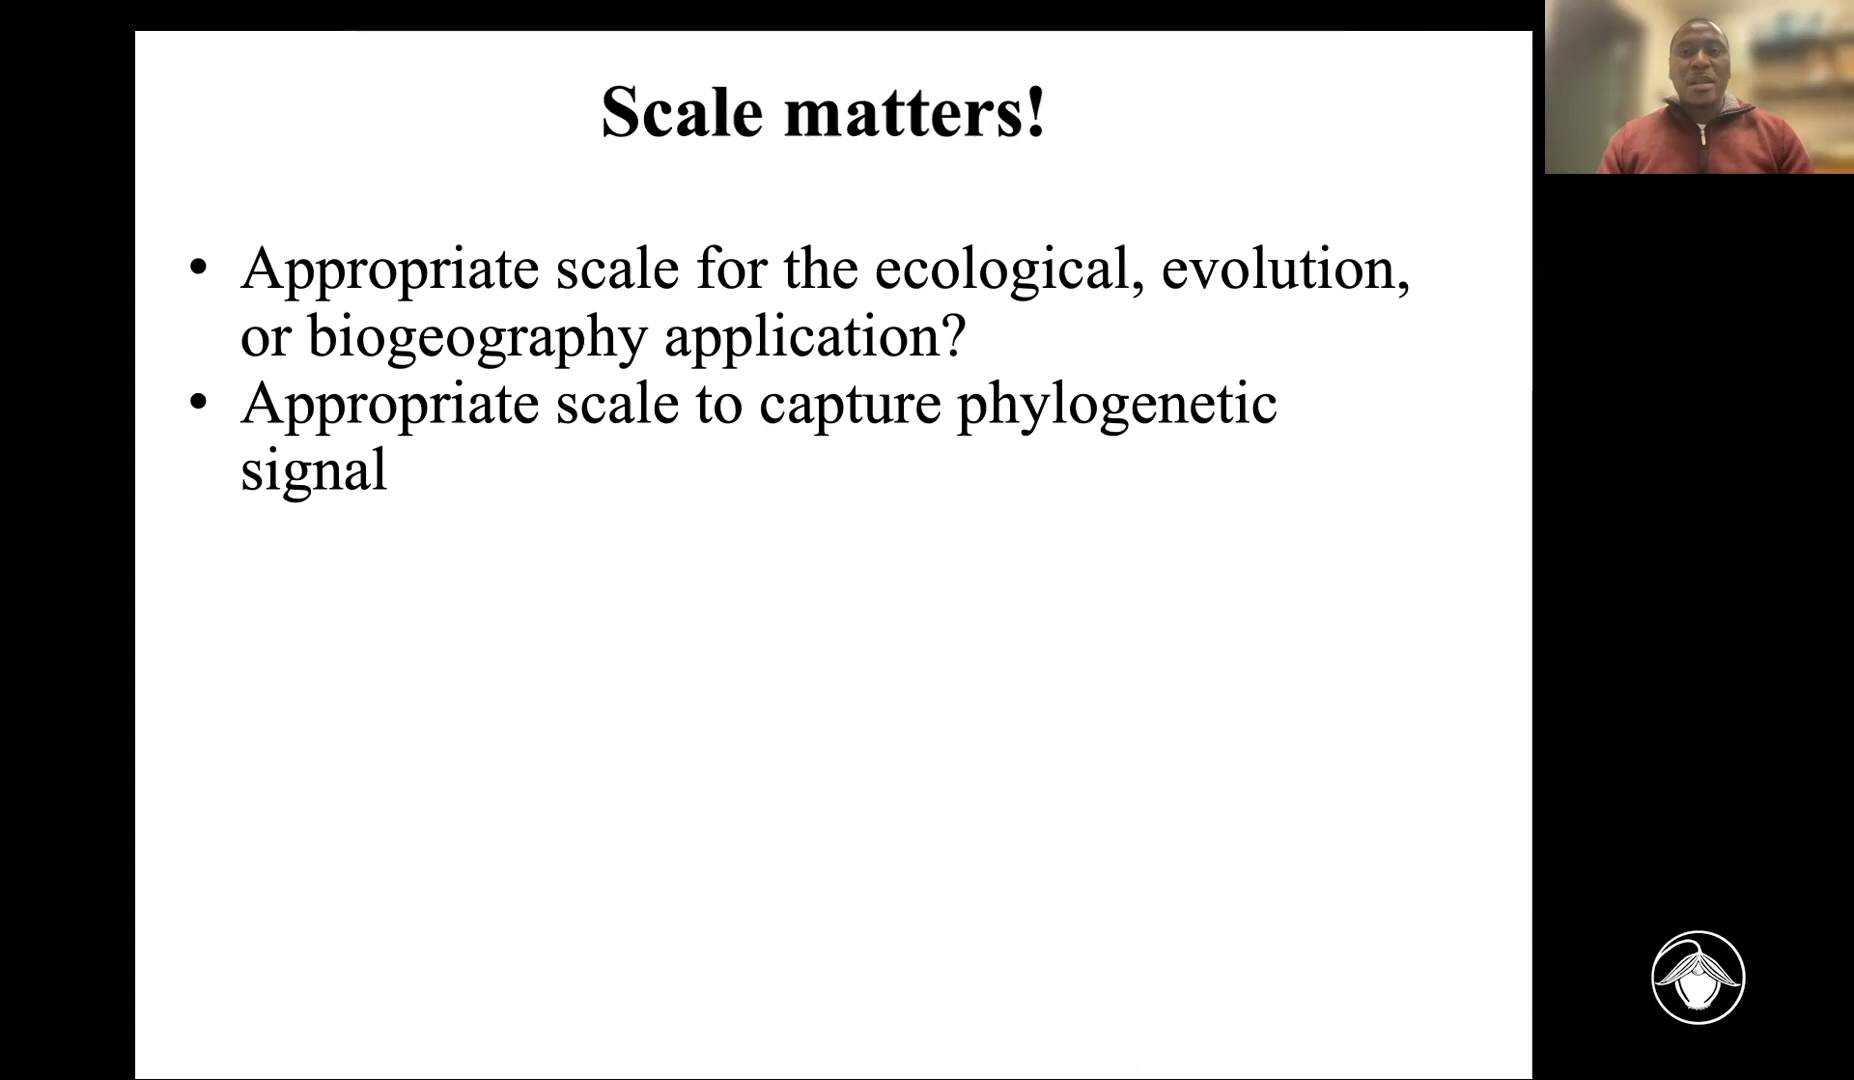 Scale matters!
• Appropriate scale for the ecological, evolution,
or biogeography application?
• Appropriate scale to capture phylogenetic
signal